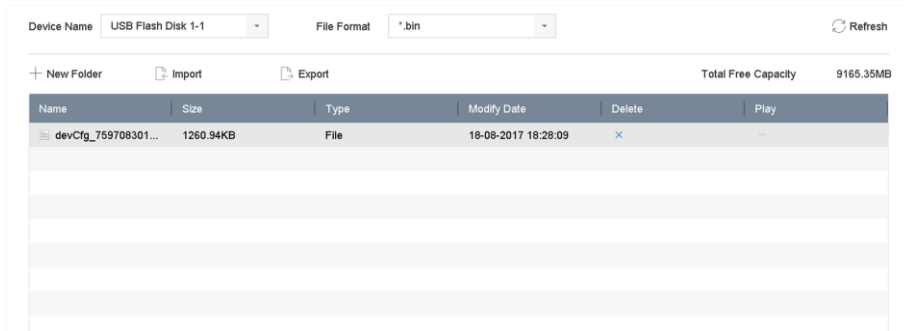 Device Name USB Flash Disk 1-1 File Format *.bin Refresh
New Folder Import Export Total Free Capacity 9165.35MB
Name Size Type Modify Date Delete Play
devCfg_759708301... 1260.94KB File 18-08-2017 18:28:09